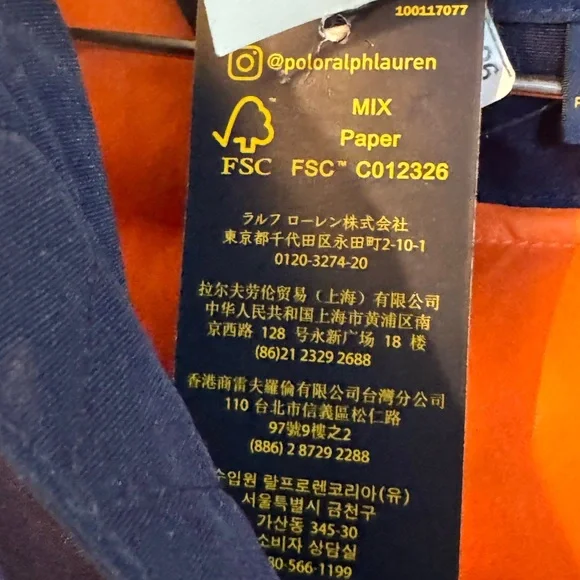 100117077
@poloralphlauren
MIX
Paper
FSC
FSC™ C012326
ラルフ ローレン株式会社
東京都千代田区永田町2-10-1
0120-3274-20
拉尔夫劳伦贸易（上海）有限公司
中华人民共和国上海市黄浦区南
京西路 128 号永新广场 18 楼
(86)21 2329 2688
香港商雷夫羅倫有限公司台灣分公司
110 台北市信義區松仁路
97號9樓之2
(886) 2 8729 2288
수입원 랄프로렌코리아(유)
서울특별시 금천구
가산동 345-30
소비자 상담실
80-566-1199